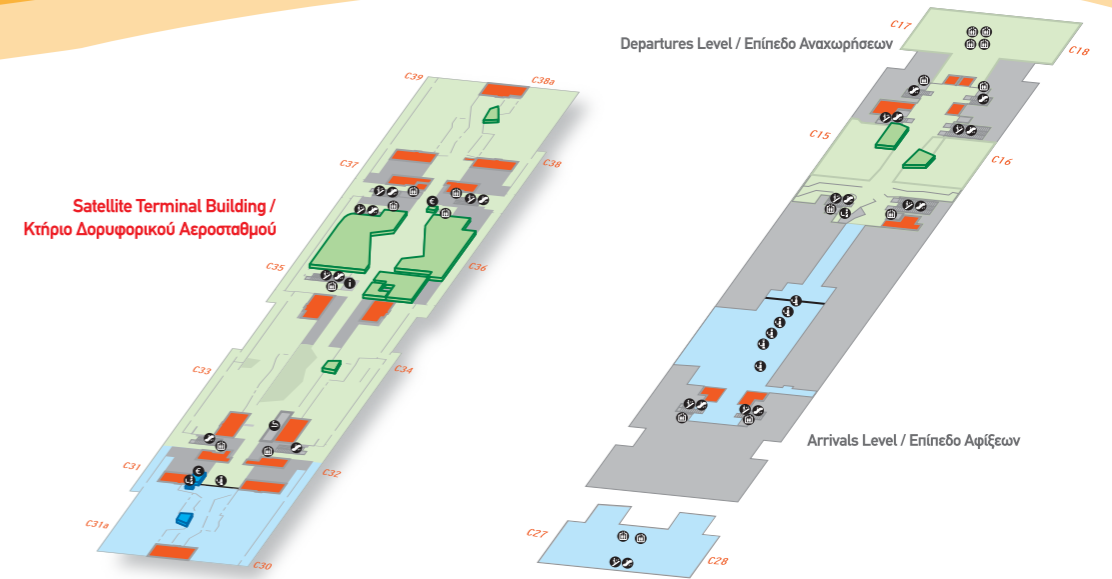 C17
Departures Level / Επίπεδο Αναχωρήσεων
C18
C39
C38a
C15
C37
C38
C16
Satellite Terminal Building /
Κτήριο Δορυφορικού Αεροσταθμού
C35
C36
C33
C34
Arrivals Level / Επίπεδο Αφίξεων
C31
C32
C31a
C30
C27
C28